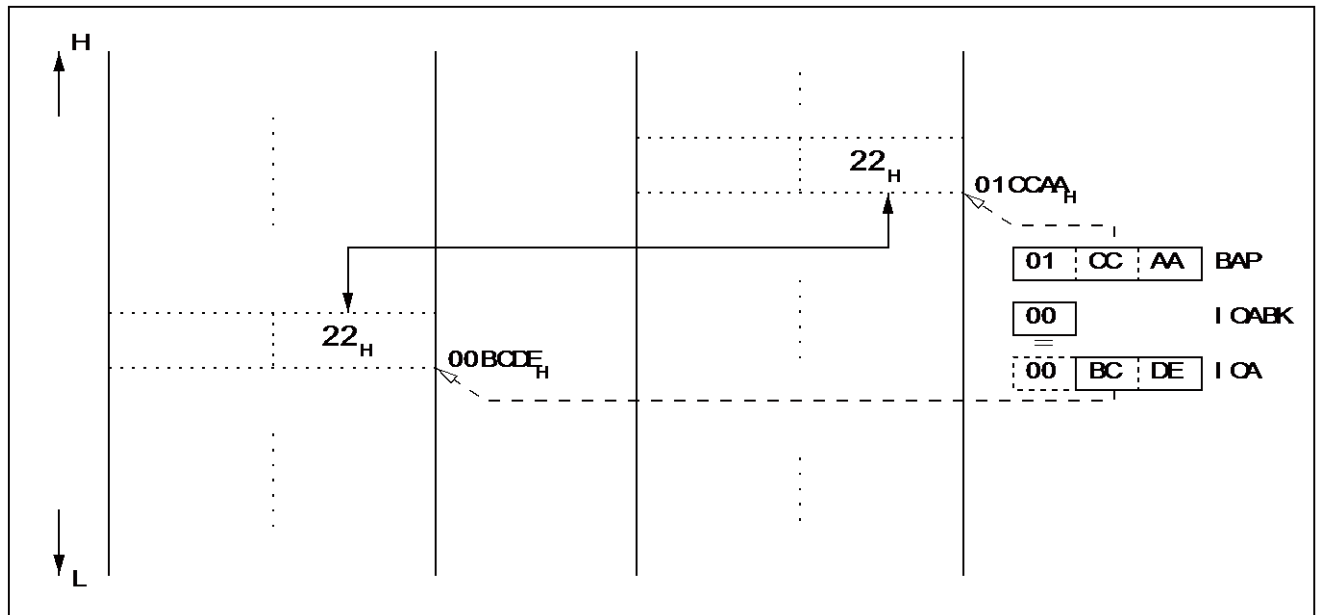 H
22H
01CCAAH
01 CC AA BAP
00 IOABK
22H
00BCDEH
00 BC DE IOA
L